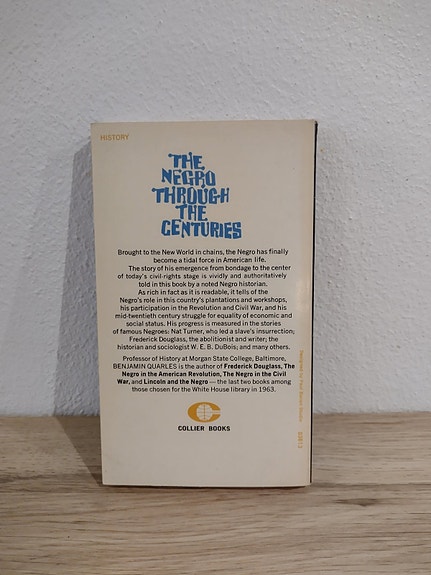 HISTORY
THE
NEGRO
THROUGH
THE
CENTURIES
Brought to the New World in chains, the Negro has finally
become a tidal force in American life.
The story of his emergence from bondage to the center
of today's civil-rights stage is vividly and authoritatively
told in this book by a noted Negro historian.
As rich in fact as it is readable, it tells of the
Negro's role in this country's plantations and workshops,
his participation in the Revolution and Civil War, and his
mid-twentieth century struggle for equality of economic and
social status. His progress is measured in the stories
of famous Negroes: Nat Turner, who led a slave's insurrection;
Frederick Douglass, the abolitionist and writer; the
historian and sociologist W. E. B. DuBois; and many others.
Professor of History at Morgan State College, Baltimore,
BENJAMIN QUARLES is the author of Frederick Douglass,
The Negro in the American Revolution, The Negro in the Civil
War, and Lincoln and the Negro — the last two books among
those chosen for the White House library in 1963.
COLLIER BOOKS